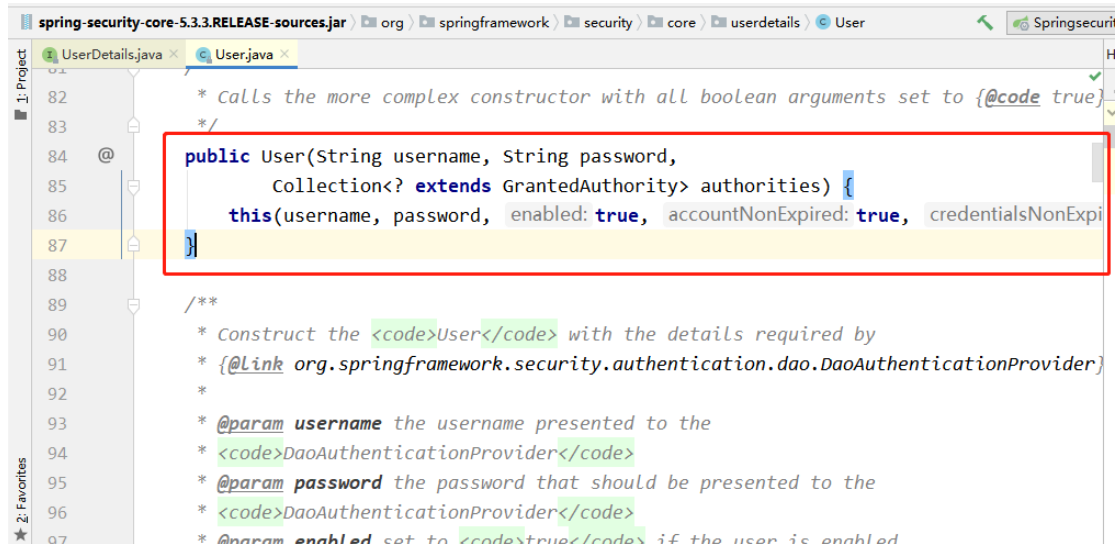 spring-security-core-5.3.3.RELEASE-sources.jar org springframework security core userdetails User Springsecurit
UserDetails.java User.java
1: Project
82 * Calls the more complex constructor with all boolean arguments set to {@code true}
83 */
84 @ public User(String username, String password,
85 Collection<? extends GrantedAuthority> authorities) {
86 this(username, password, enabled: true, accountNonExpired: true, credentialsNonExpi
87 }
88
89 /**
90 * Construct the <code>User</code> with the details required by
91 * {@link org.springframework.security.authentication.dao.DaoAuthenticationProvider}
92 *
93 * @param username the username presented to the
94 * <code>DaoAuthenticationProvider</code>
95 * @param password the password that should be presented to the
96 * <code>DaoAuthenticationProvider</code>
97 * @param enabled set to <code>true</code> if the user is enabled
2: Favorites